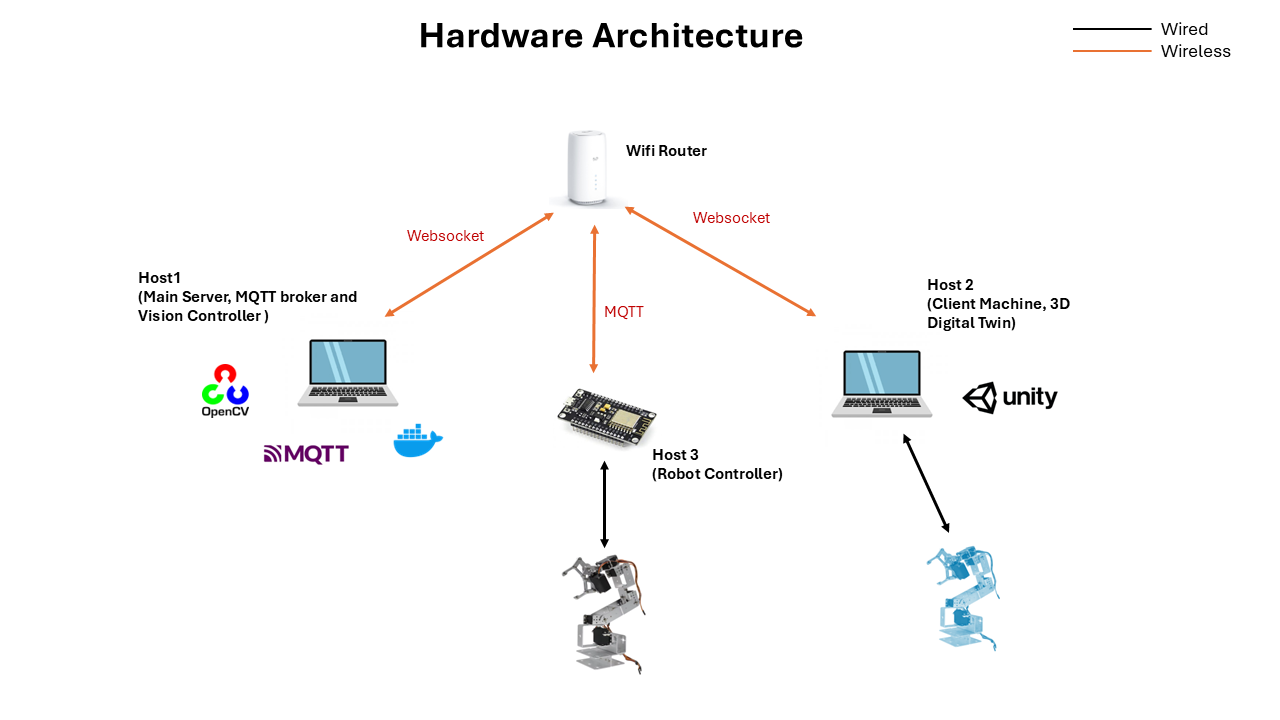 Hardware Architecture
Wired
Wireless
Wifi Router
Websocket
Websocket
Host1
(Main Server, MQTT broker and
Vision Controller )
Host 2
(Client Machine, 3D
Digital Twin)
MQTT
OpenCV
unity
MQTT
Host 3
(Robot Controller)